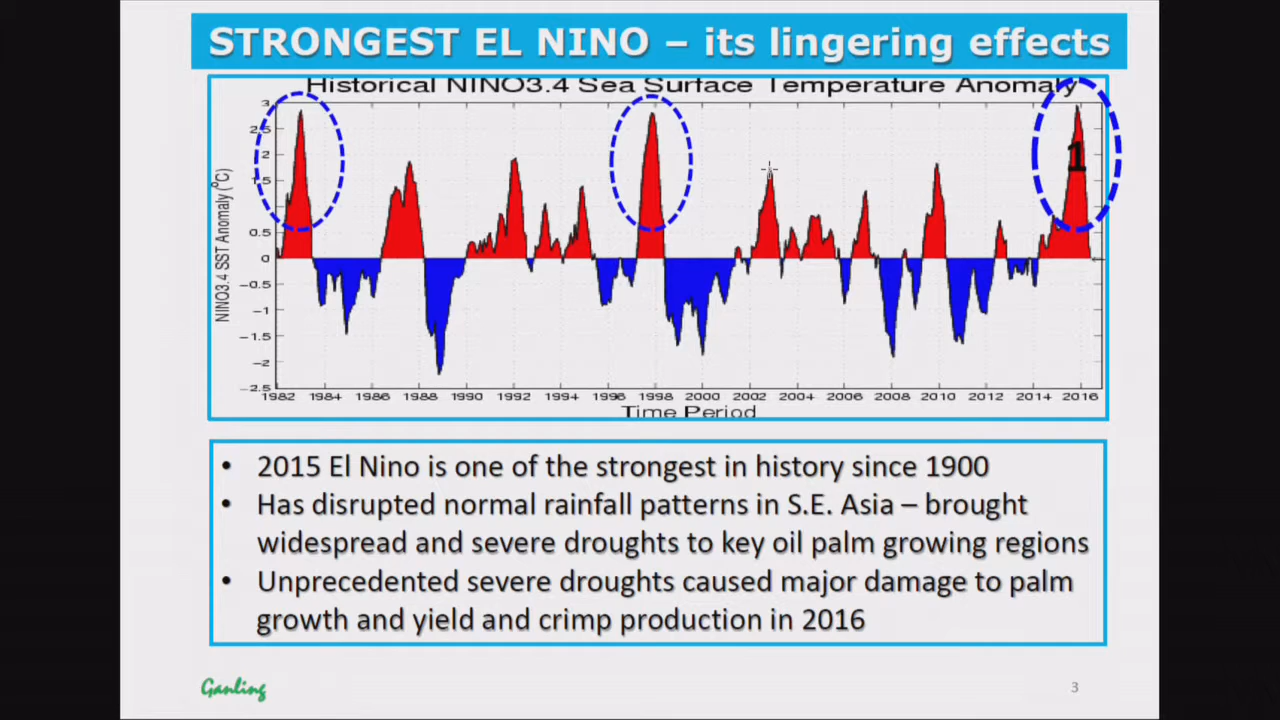 STRONGEST EL NINO – its lingering effects
Historical NINO3.4 Sea Surface Temperature Anomaly
NINO3.4 SST Anomaly (°C)
3
2.5
2
1.5
0.5
0
−0.5
−1
−1.5
−2
−2.5
1
1982 1984 1986 1988 1990 1992 1994 1996 1998 2000 2002 2004 2006 2008 2010 2012 2014 2016
Time Period
• 2015 El Nino is one of the strongest in history since 1900
• Has disrupted normal rainfall patterns in S.E. Asia – brought
widespread and severe droughts to key oil palm growing regions
• Unprecedented severe droughts caused major damage to palm
growth and yield and crimp production in 2016
Ganling
3